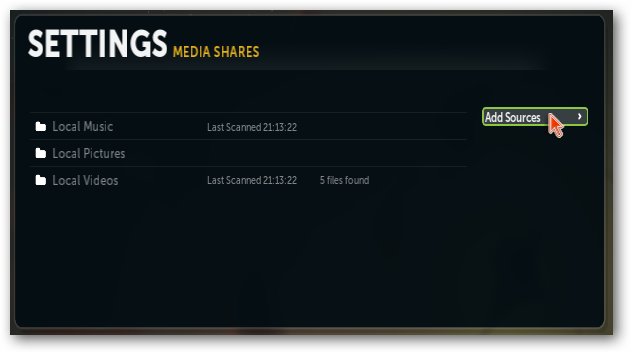 SETTINGS MEDIA SHARES
Add Sources ›
Local Music Last Scanned 21:13:22
Local Pictures
Local Videos Last Scanned 21:13:22 5 files found